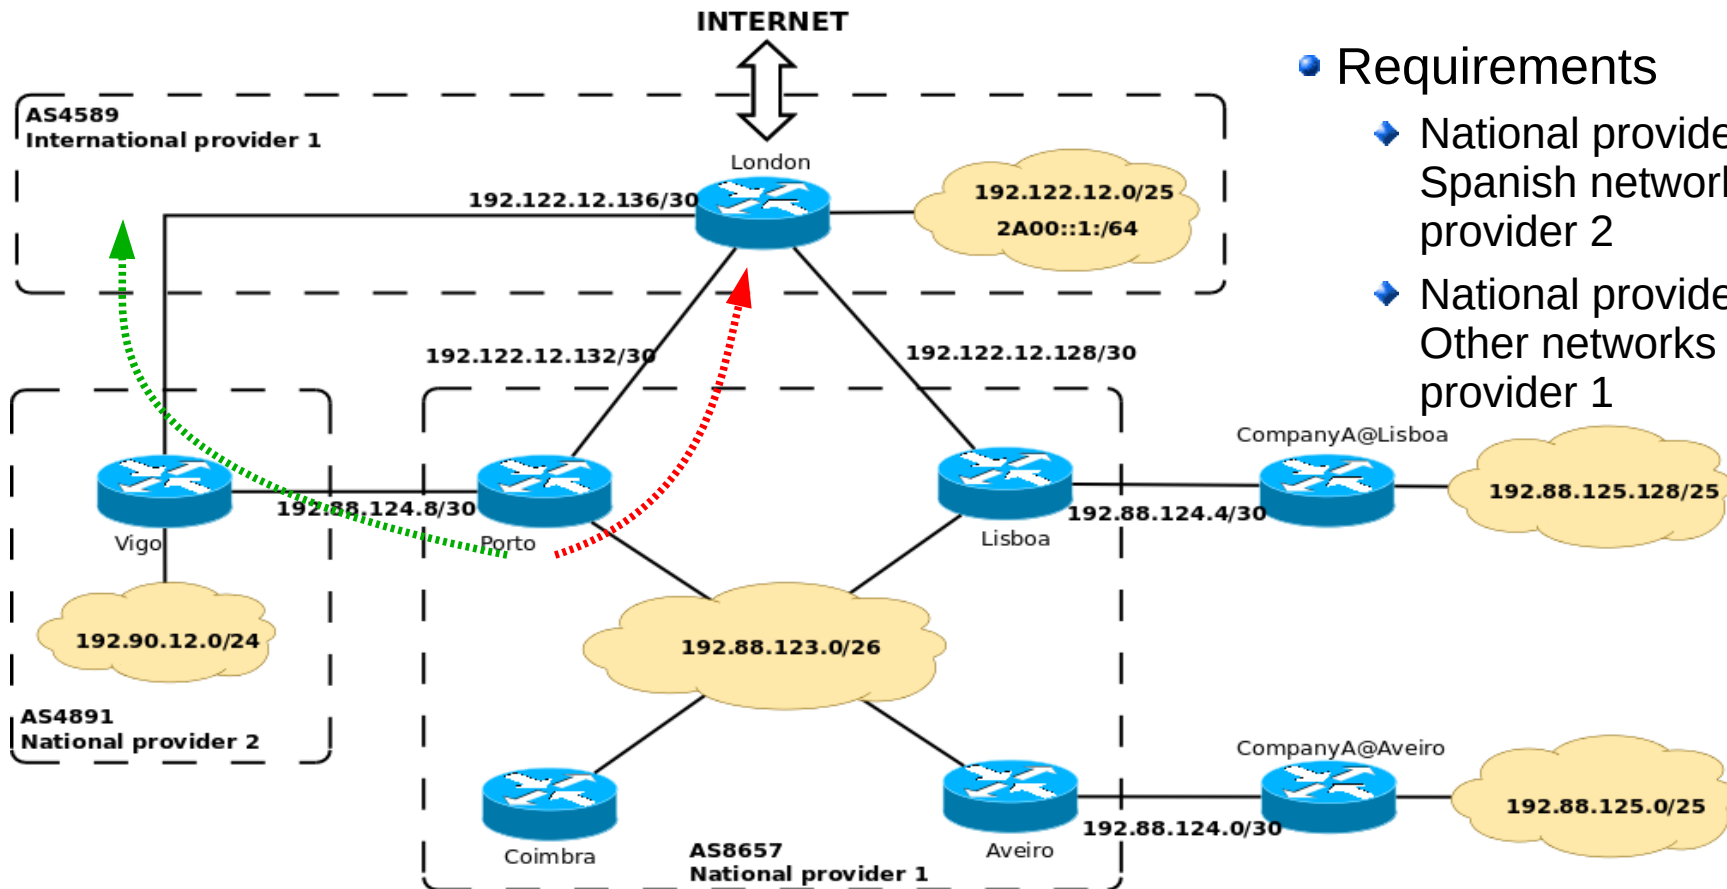 INTERNET
AS4589
International provider 1
London
192.122.12.136/30
192.122.12.0/25
2A00::1:/64
192.122.12.132/30
192.122.12.128/30
Requirements
National
Spanish
provider 2
National
Other networks
provider 1
CompanyA@Lisboa
192.88.125.128/25
192.88.124.8/30
192.88.124.4/30
Vigo
Porto
Lisboa
192.90.12.0/24
192.88.123.0/26
AS4891
National provider 2
CompanyA@Aveiro
192.88.125.0/25
192.88.124.0/30
Coimbra
Aveiro
AS8657
National provider 1